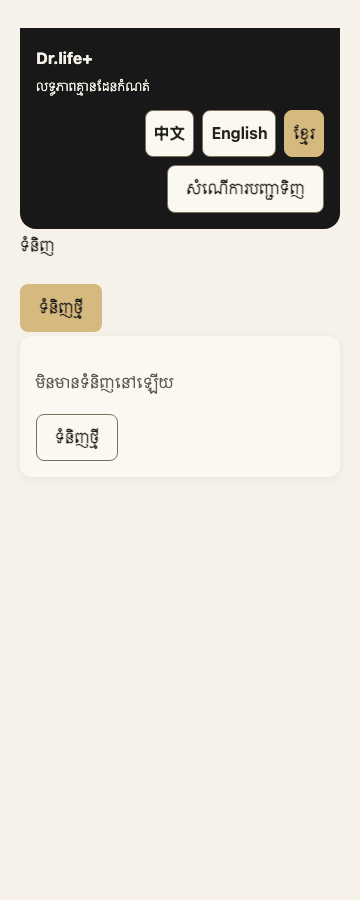 Dr.life+
លទ្ធភាពគ្មានដែនកំណត់
中文
English
ខ្មែរ
សំណើការបញ្ជាទិញ
ទំនិញ
ទំនិញថ្មី
មិនមានទំនិញនៅឡើយ
ទំនិញថ្មី